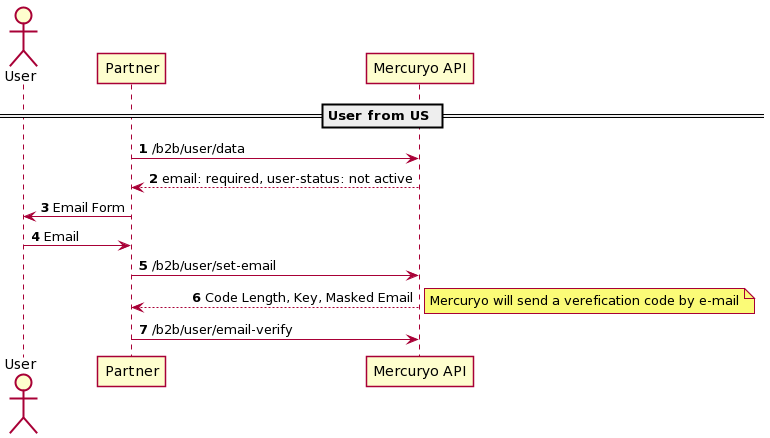 User
Partner
Mercuryo API
User from US
1 /b2b/user/data
2 email: required, user-status: not active
3 Email Form
4 Email
5 /b2b/user/set-email
6 Code Length, Key, Masked Email
Mercuryo will send a verefication code by e-mail
7 /b2b/user/email-verify
User
Partner
Mercuryo API